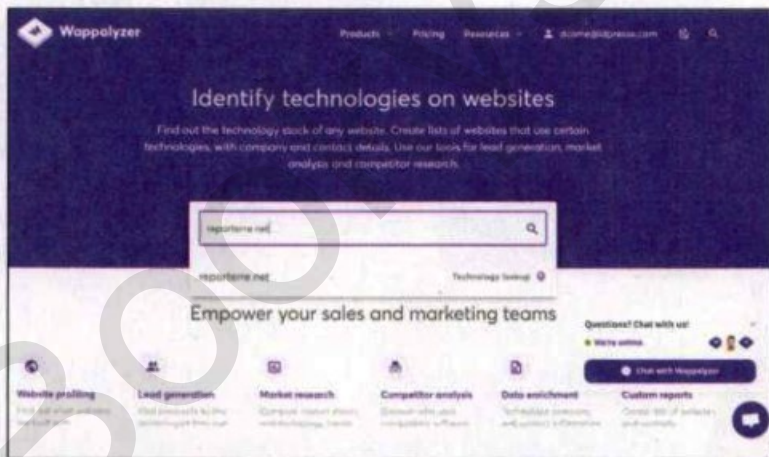 Wappalyzer
Products Pricing Resources
Identify technologies on websites
Find out the technology stock of any website. Create lists of websites that use certain
technologies, with company and contact details. Use our tools for lead generation, market
analysis and competitor research.
reporterre.net
reporterre.net Technology lookup
Empower your sales and marketing teams
Questions? Chat with us!
We're online
Chat with Wappalyzer
Website profiling Lead generation Market research Competitor analysis Data enrichment Custom reports